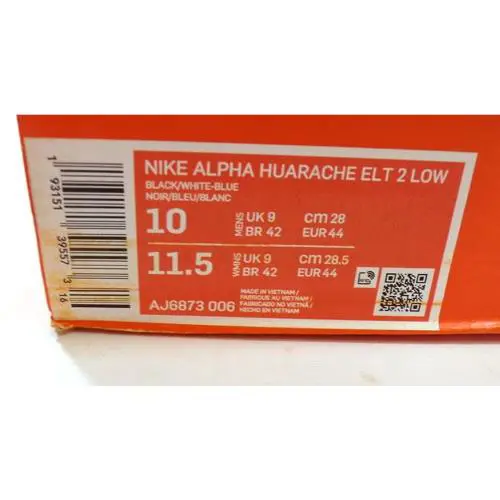 NIKE ALPHA HUARACHE ELT 2 LOW
BLACK/WHITE-BLUE
NOIR/BLEU/BLANC
10 MENS UK 9 cm 28
BR 42 EUR 44
11.5 WMNS UK 9 cm 28.5
BR 42 EUR 44
AJ6873 006
MADE IN VIETNAM /
FABRIQUE AU VIETNAM /
FABRICADO NO VIETNÃ /
HECHO EN VIETNAM
1 93151 39557 3 16